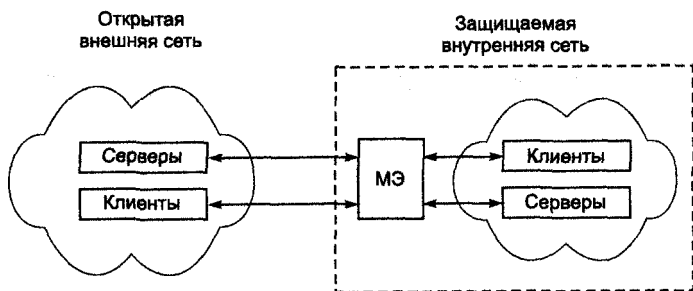 Открытая
внешняя сеть
Защищаемая
внутренняя сеть
Серверы
Клиенты
МЭ
Клиенты
Серверы